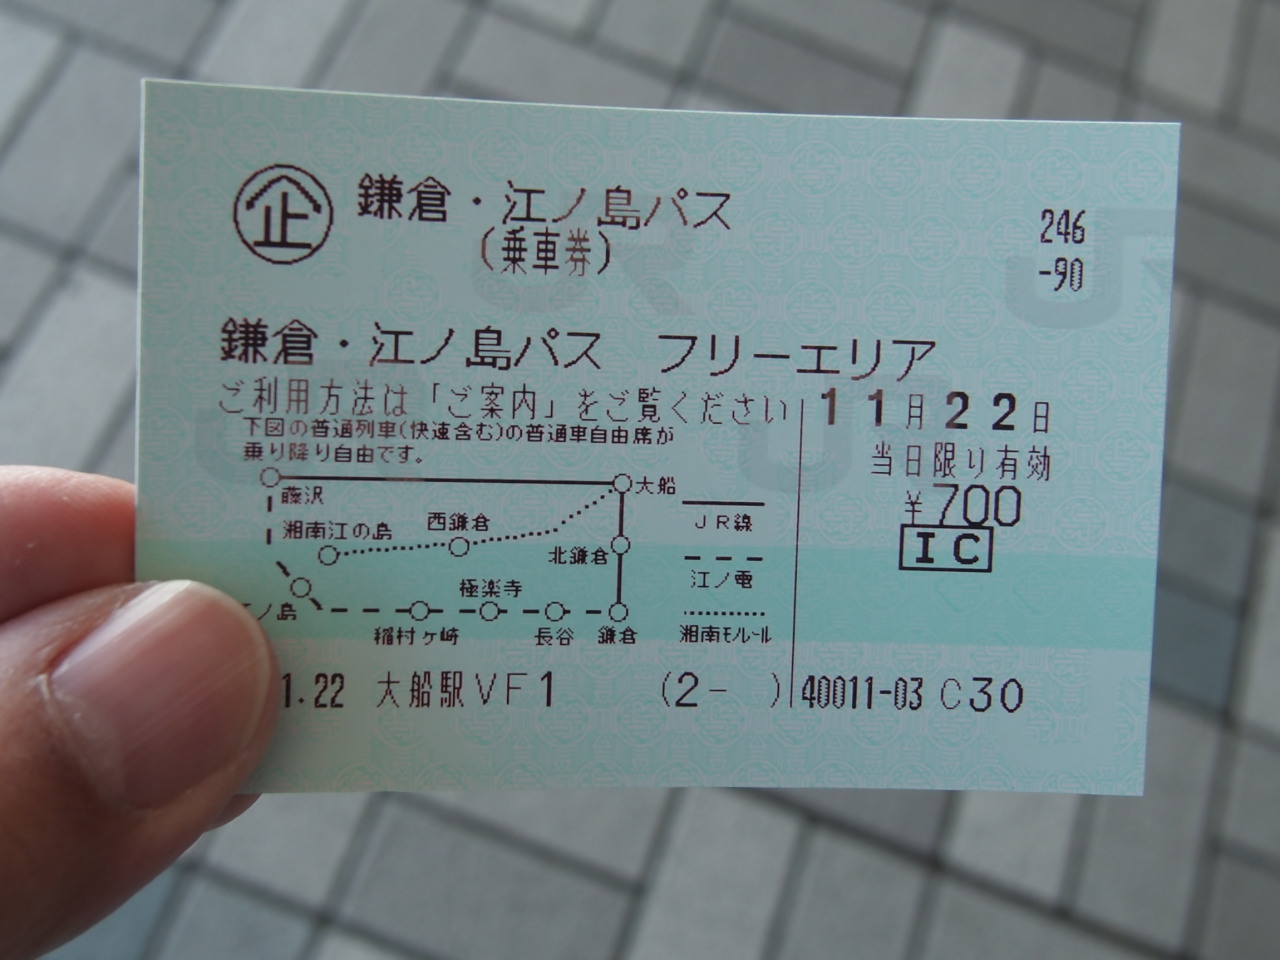 企 鎌倉・江ノ島パス
(乗車券)
246
-90
鎌倉・江ノ島パス フリーエリア
ご利用方法は「ご案内」をご覧ください
11月22日
下図の普通列車(快速含む)の普通車自由席が
乗り降り自由です。
当日限り有効
¥700
IC
藤沢
大船
JR線
湘南江の島
西鎌倉
北鎌倉
江ノ電
ノ島
極楽寺
稲村ヶ崎
長谷
鎌倉
湘南モノレール
1.22 大船駅VF1 (2- ) 40011-03 C30